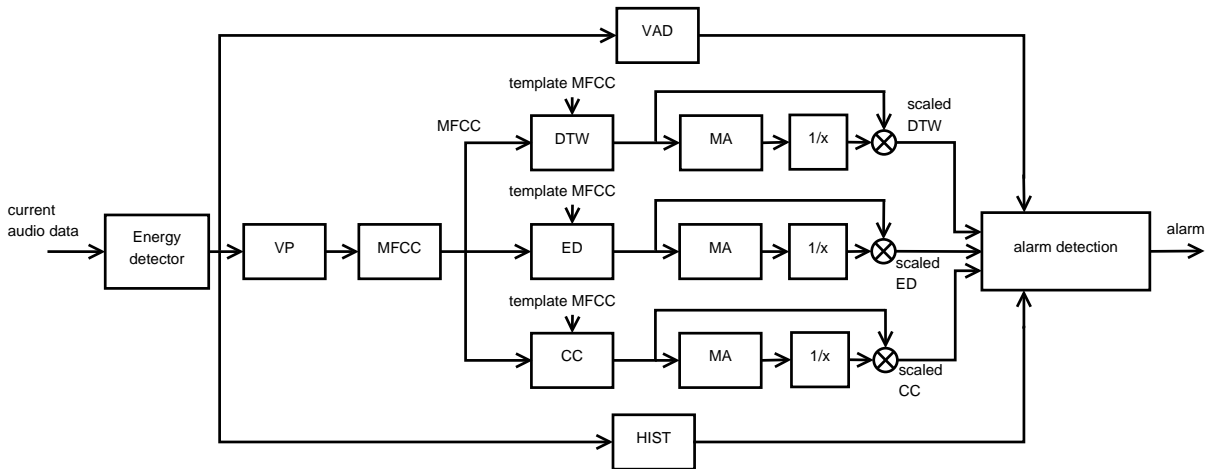 VAD
template MFCC
scaled
DTW
MFCC
DTW
MA
1/x
template MFCC
current
audio data
Energy
detector
VP
MFCC
ED
MA
1/x
scaled
ED
alarm detection
alarm
template MFCC
CC
MA
1/x
scaled
CC
HIST